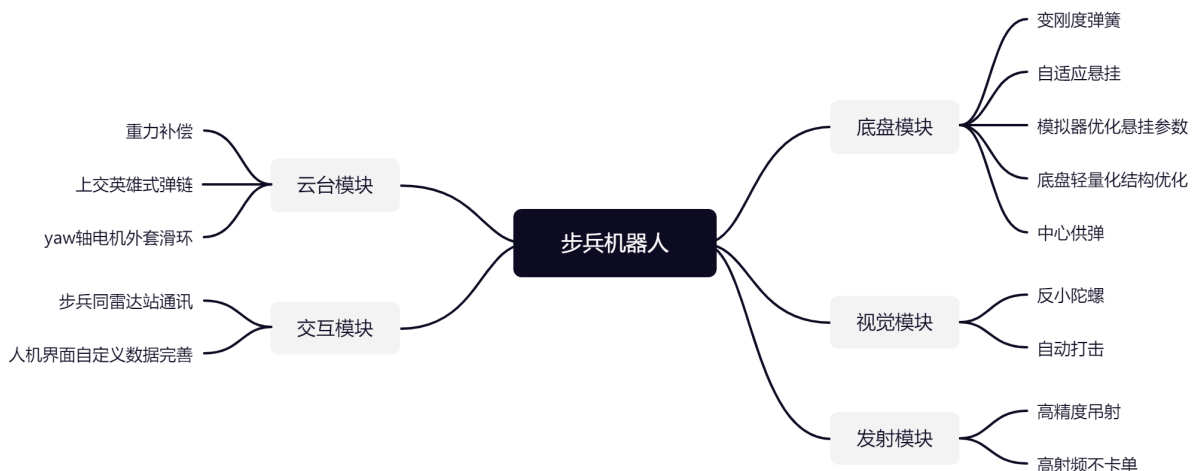 步兵机器人
云台模块
重力补偿
上交英雄式弹链
yaw轴电机外套滑环
交互模块
步兵同雷达站通讯
人机界面自定义数据完善
底盘模块
变刚度弹簧
自适应悬挂
模拟器优化悬挂参数
底盘轻量化结构优化
中心供弹
视觉模块
反小陀螺
自动打击
发射模块
高精度吊射
高射频不卡单